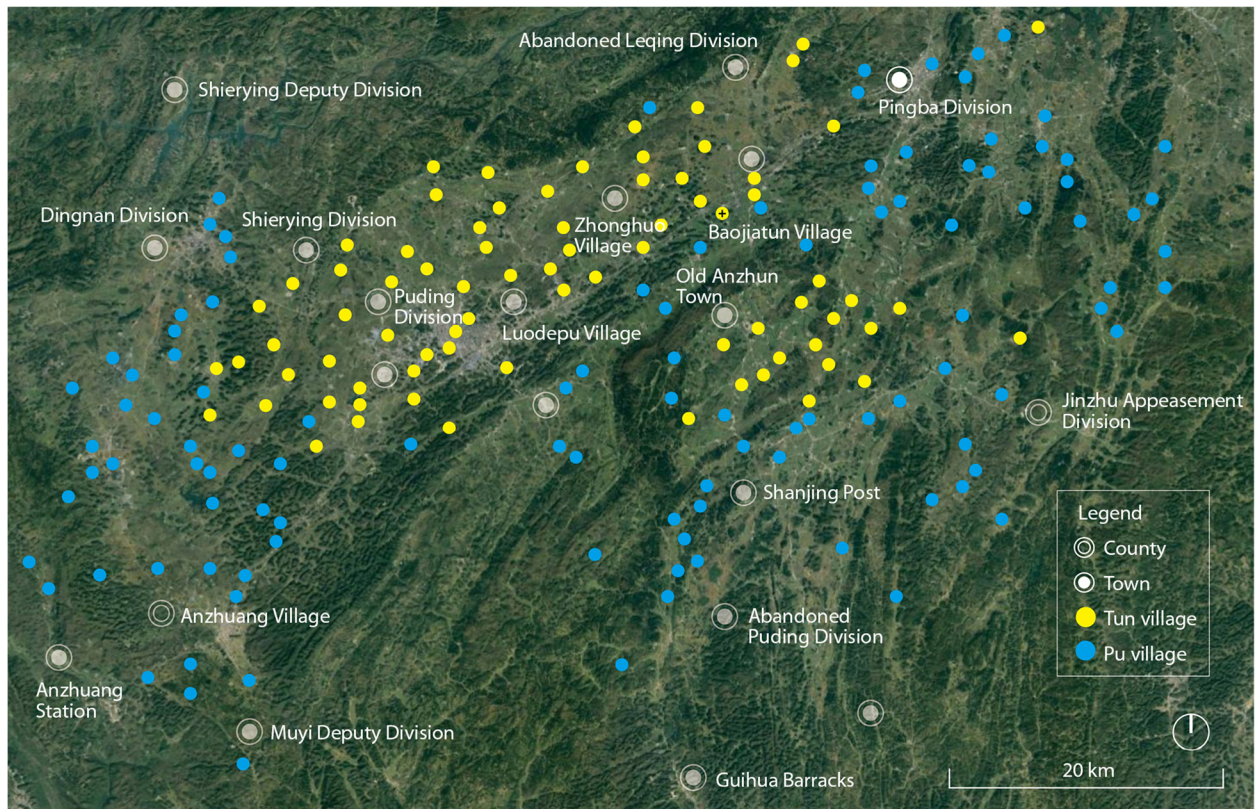 Abandoned Leqing Division
Shierying Deputy Division
Pingba Division
Dingnan Division
Shierying Division
Zhonghuo
Village
Baojiatun Village
Old Anzhun
Town
Puding
Division
Luodepu Village
Jinzhu Appeasement
Division
Shanjing Post
Legend
County
Town
Tun village
Pu village
Anzhuang Village
Abandoned
Puding Division
Anzhuang
Station
Muyi Deputy Division
Guihua Barracks
20 km